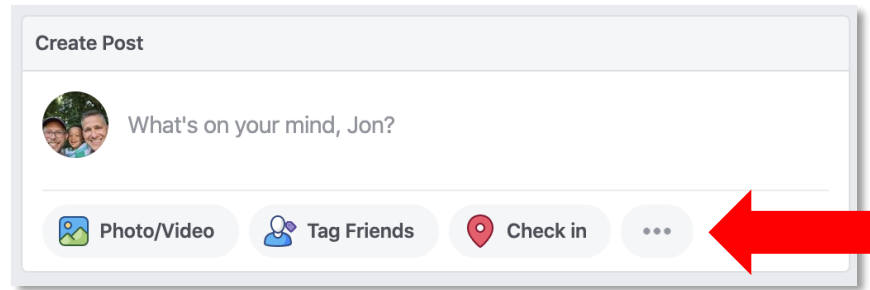 Create Post
What's on your mind, Jon?
Photo/Video Tag Friends Check in